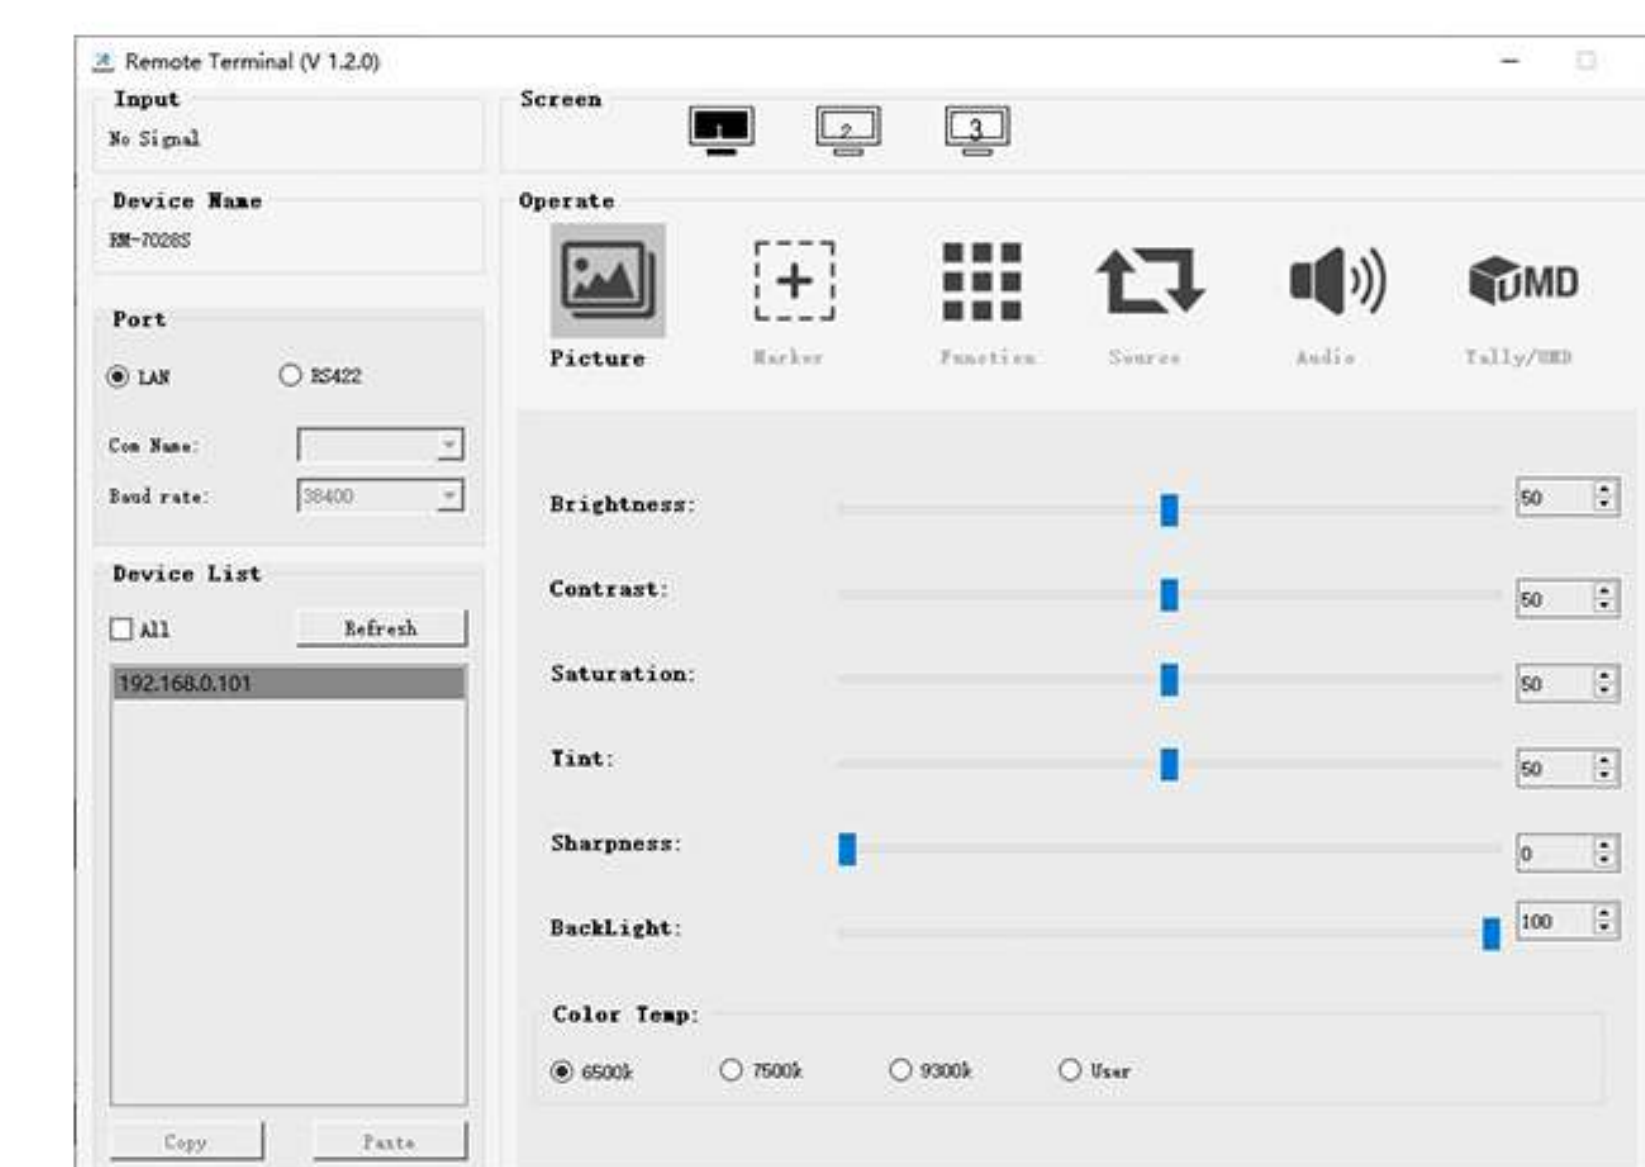 Remote Terminal (V 1.2.0)
Input
No Signal
Screen
1 2 3
Device Name
RM-7028S
Operate
Picture Marker Function Source Audio Tally/UMD
UMD
Port
LAN RS422
Com Name:
Baud rate: 38400
Device List
All Refresh
192.168.0.101
Copy Paste
Brightness: 50
Contrast: 50
Saturation: 50
Tint: 50
Sharpness: 0
BackLight: 100
Color Temp:
6500k 7500k 9300k User